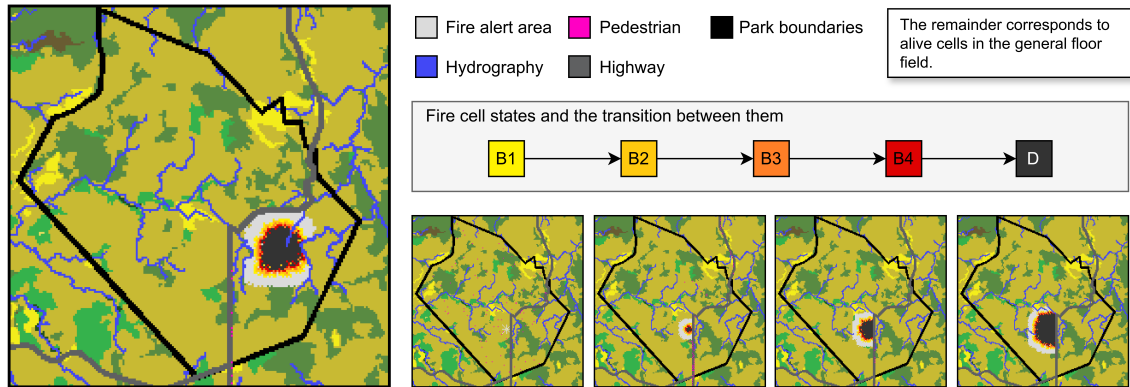 Fire alert area
Pedestrian
Park boundaries
Hydrography
Highway
The remainder corresponds to
alive cells in the general floor
field.
Fire cell states and the transition between them
B1
B2
B3
B4
D